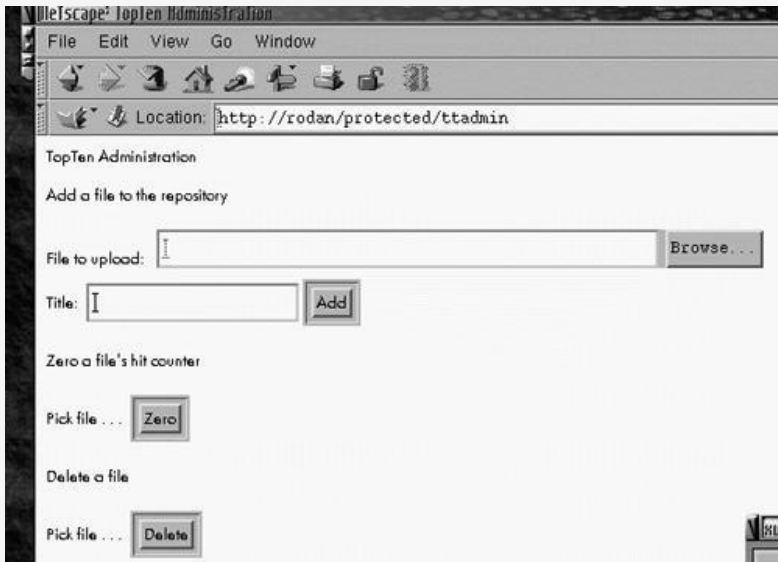 Netscape: TopTen Administration
File Edit View Go Window
Location: http://rodan/protected/ttadmin
TopTen Administration
Add a file to the repository
File to upload: Browse...
Title: Add
Zero a file's hit counter
Pick file . . . Zero
Delete a file
Pick file . . . Delete